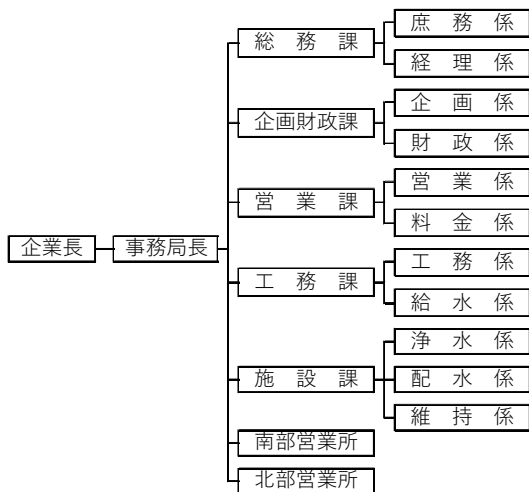 企業長
事務局長
総務課
庶務係
経理係
企画財政課
企画係
財政係
営業課
営業係
料金係
工務課
工務係
給水係
施設課
浄水係
配水係
維持係
南部営業所
北部営業所